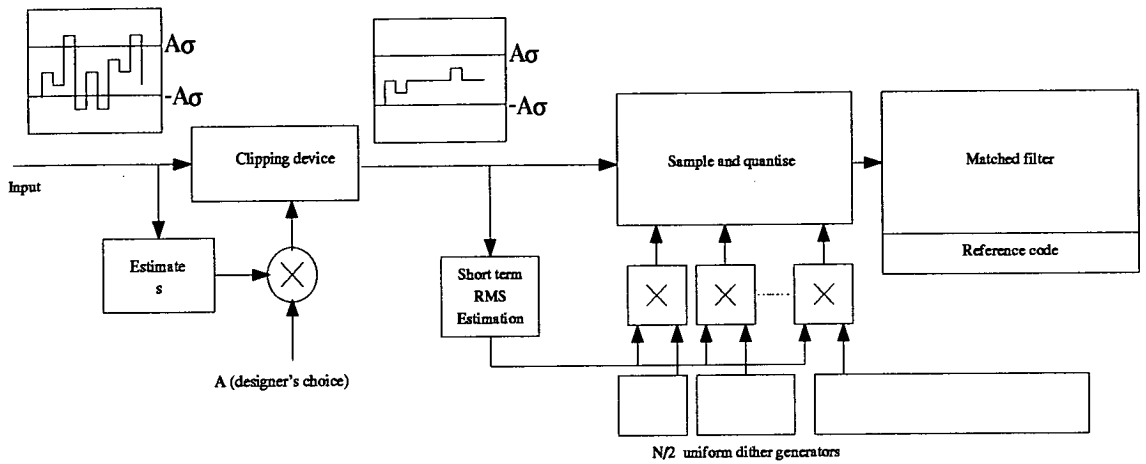 Aσ
-Aσ
Aσ
-Aσ
Input
Clipping device
Sample and quantise
Matched filter
Reference code
Estimate
s
Short term
RMS
Estimation
A (designer's choice)
N/2 uniform dither generators